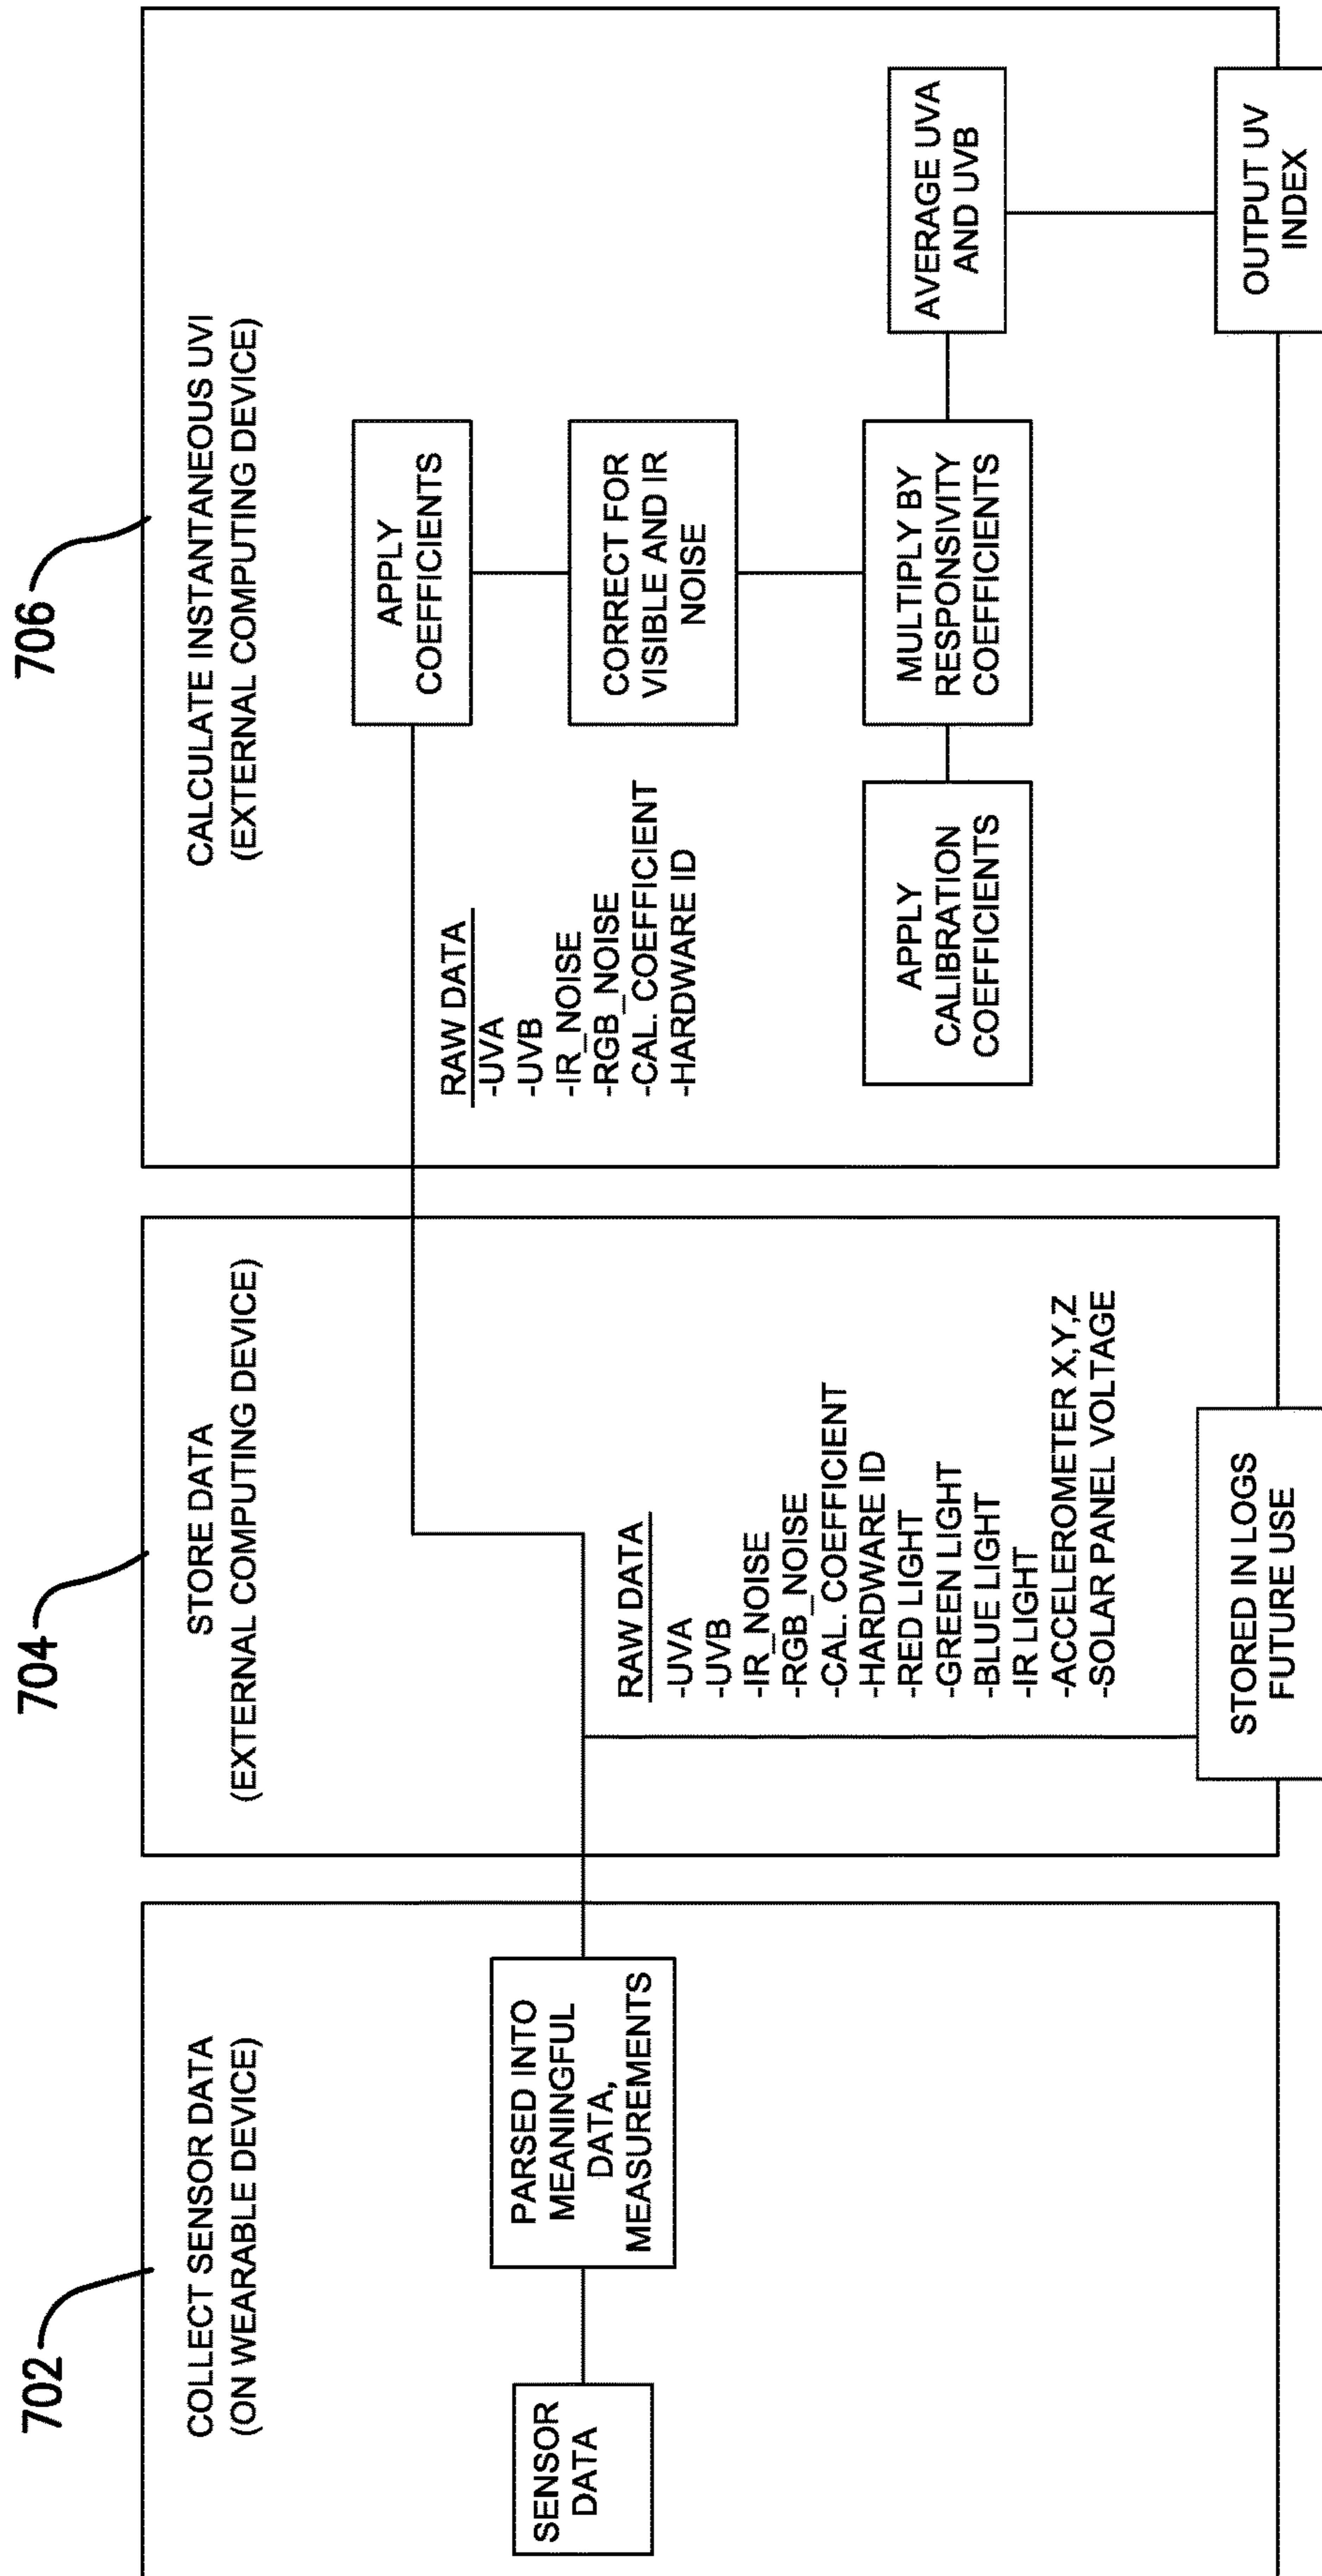 702
COLLECT SENSOR DATA
(ON WEARABLE DEVICE)
SENSOR
DATA
PARSED INTO
MEANINGFUL
DATA,
MEASUREMENTS
704
STORE DATA
(EXTERNAL COMPUTING DEVICE)
RAW DATA
-UVA
-UVB
-IR_NOISE
-RGB_NOISE
-CAL. COEFFICIENT
-HARDWARE ID
-RED LIGHT
-GREEN LIGHT
-BLUE LIGHT
-IR LIGHT
-ACCELEROMETER X,Y,Z
-SOLAR PANEL VOLTAGE
STORED IN LOGS
FUTURE USE
706
CALCULATE INSTANTANEOUS UVI
(EXTERNAL COMPUTING DEVICE)
RAW DATA
-UVA
-UVB
-IR_NOISE
-RGB_NOISE
-CAL. COEFFICIENT
-HARDWARE ID
APPLY
COEFFICIENTS
CORRECT FOR
VISIBLE AND IR
NOISE
APPLY
CALIBRATION
COEFFICIENTS
MULTIPLY BY
RESPONSIVITY
COEFFICIENTS
AVERAGE UVA
AND UVB
OUTPUT UV
INDEX